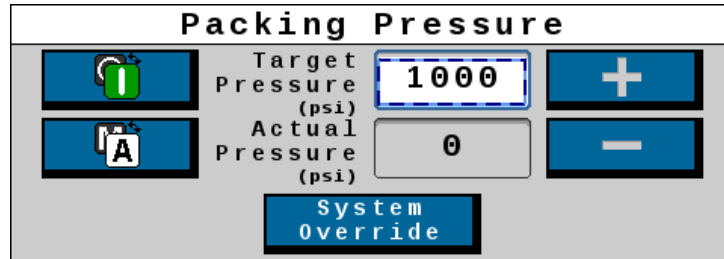 Packing Pressure
I
Target
Pressure
(psi)
1000
+
M
A
Actual
Pressure
(psi)
0
−
System
Override